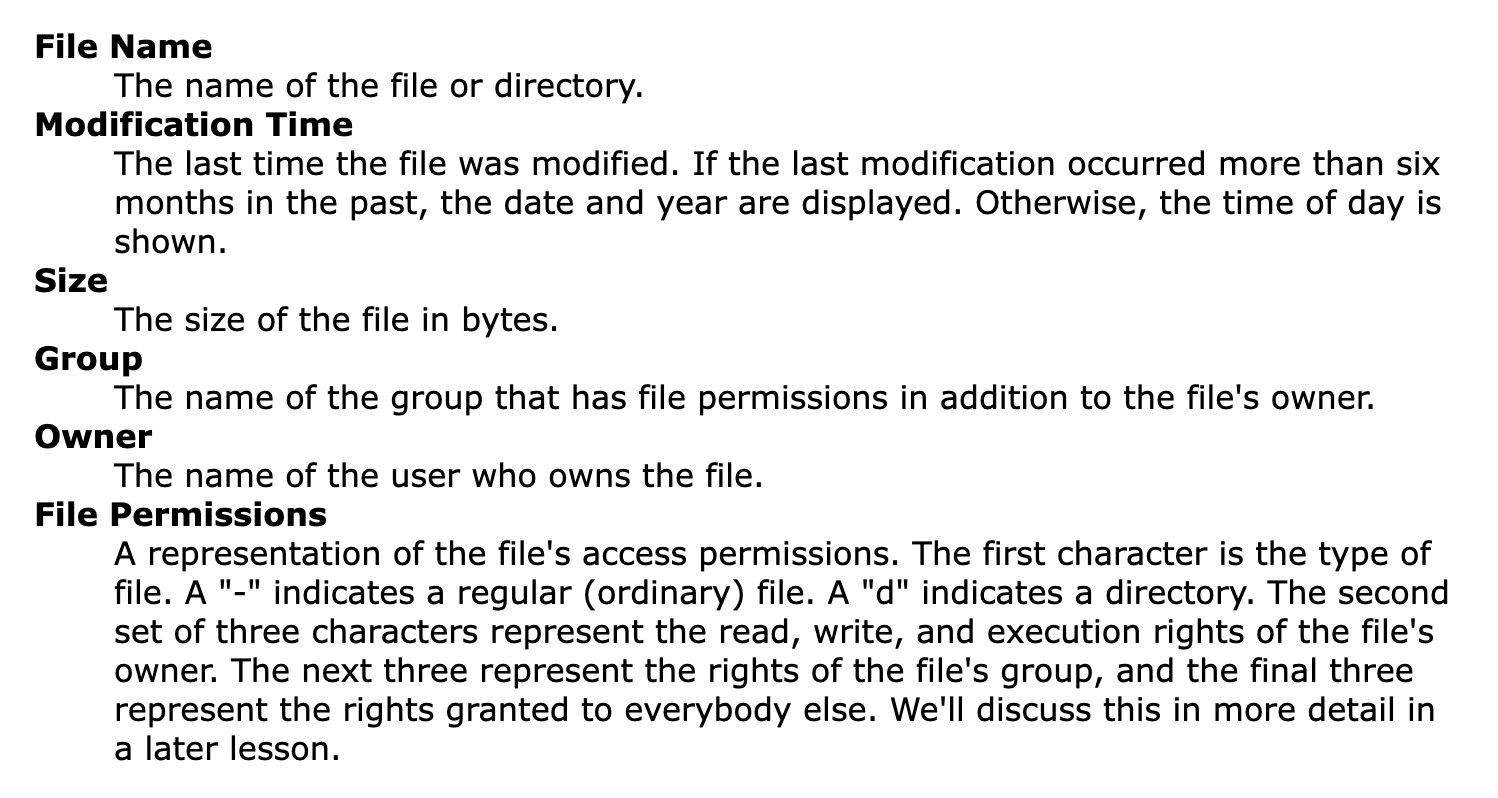 File Name
The name of the file or directory.
Modification Time
The last time the file was modified. If the last modification occurred more than six
months in the past, the date and year are displayed. Otherwise, the time of day is
shown.
Size
The size of the file in bytes.
Group
The name of the group that has file permissions in addition to the file's owner.
Owner
The name of the user who owns the file.
File Permissions
A representation of the file's access permissions. The first character is the type of
file. A "-" indicates a regular (ordinary) file. A "d" indicates a directory. The second
set of three characters represent the read, write, and execution rights of the file's
owner. The next three represent the rights of the file's group, and the final three
represent the rights granted to everybody else. We'll discuss this in more detail in
a later lesson.